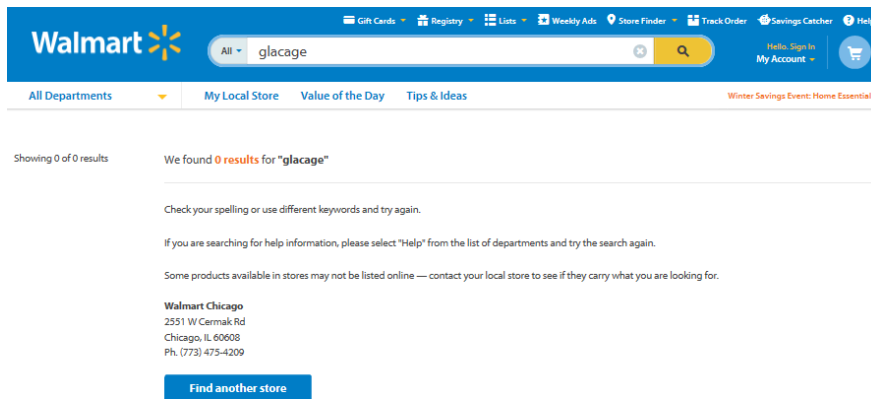 Gift Cards Registry Lists Weekly Ads Store Finder Track Order Savings Catcher Help
Walmart All glacage Hello. Sign In
My Account
All Departments My Local Store Value of the Day Tips & Ideas Winter Savings Event: Home Essential
Showing 0 of 0 results We found 0 results for "glacage"
Check your spelling or use different keywords and try again.
If you are searching for help information, please select "Help" from the list of departments and try the search again.
Some products available in stores may not be listed online — contact your local store to see if they carry what you are looking for.
Walmart Chicago
2551 W Cermak Rd
Chicago, IL 60608
Ph. (773) 475-4209
Find another store